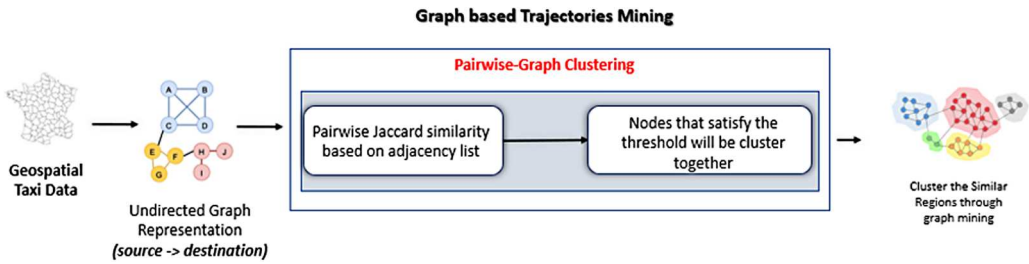 Graph based Trajectories Mining
Pairwise-Graph Clustering
Geospatial
Taxi Data
A B
C D
E F H J
G I
Undirected Graph
Representation
(source -> destination)
Pairwise Jaccard similarity
based on adjacency list
Nodes that satisfy the
threshold will be cluster
together
Cluster the Similar
Regions through
graph mining